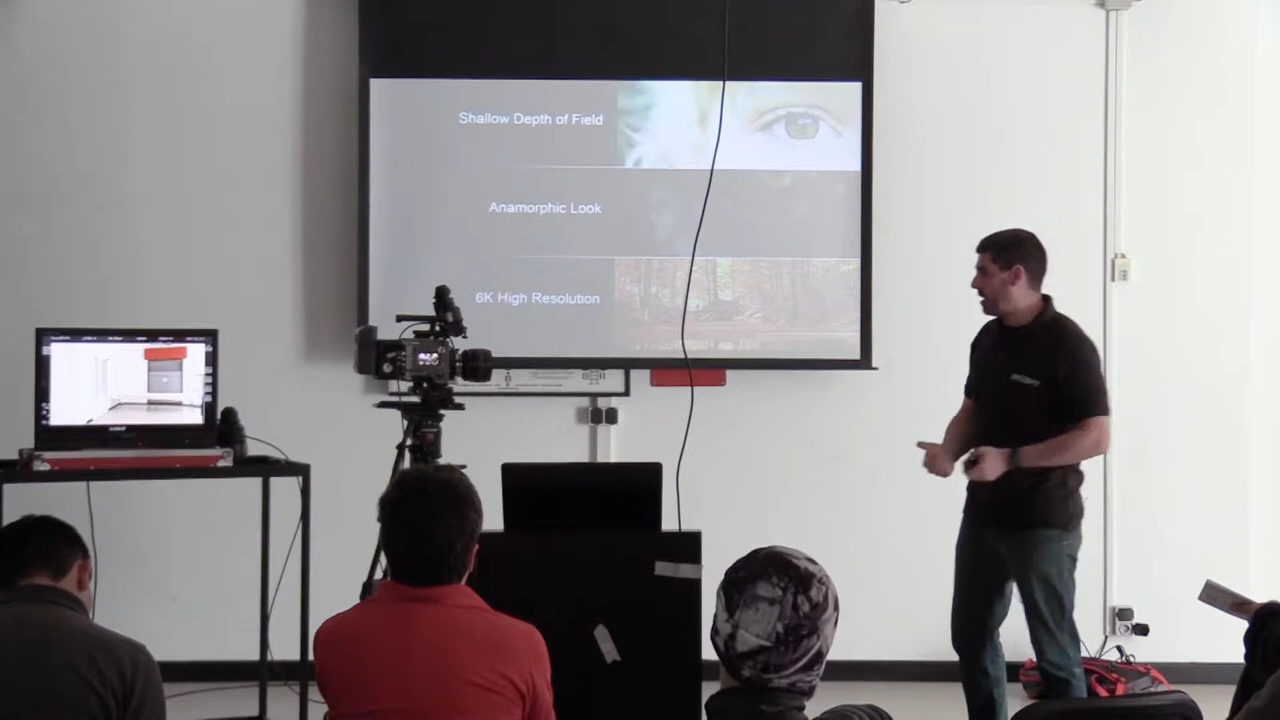 Shallow Depth of Field
Anamorphic Look
6K High Resolution